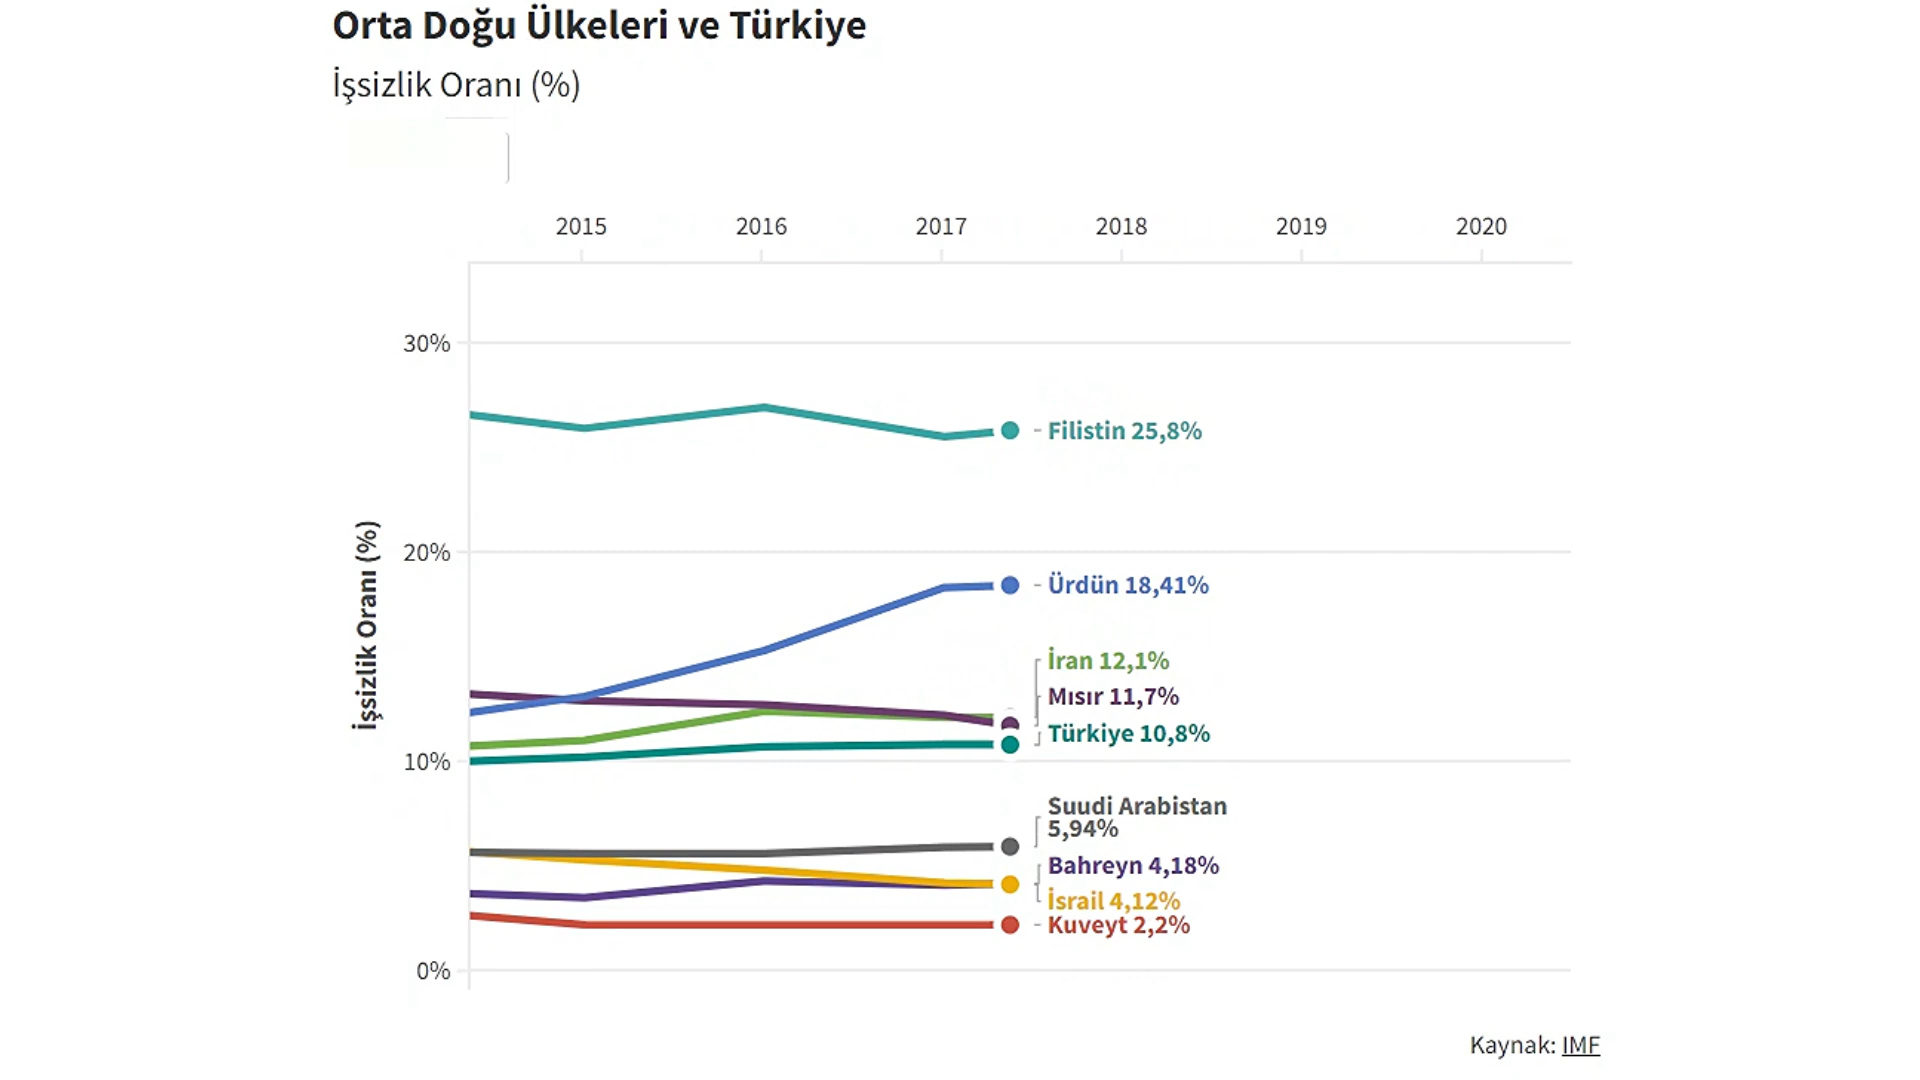 Orta Doğu Ülkeleri ve Türkiye
İşsizlik Oranı (%)
2015 2016 2017 2018 2019 2020
30%
20%
10%
0%
İşsizlik Oranı (%)
Filistin 25,8%
Ürdün 18,41%
İran 12,1%
Mısır 11,7%
Türkiye 10,8%
Suudi Arabistan
5,94%
Bahreyn 4,18%
İsrail 4,12%
Kuveyt 2,2%
Kaynak: IMF